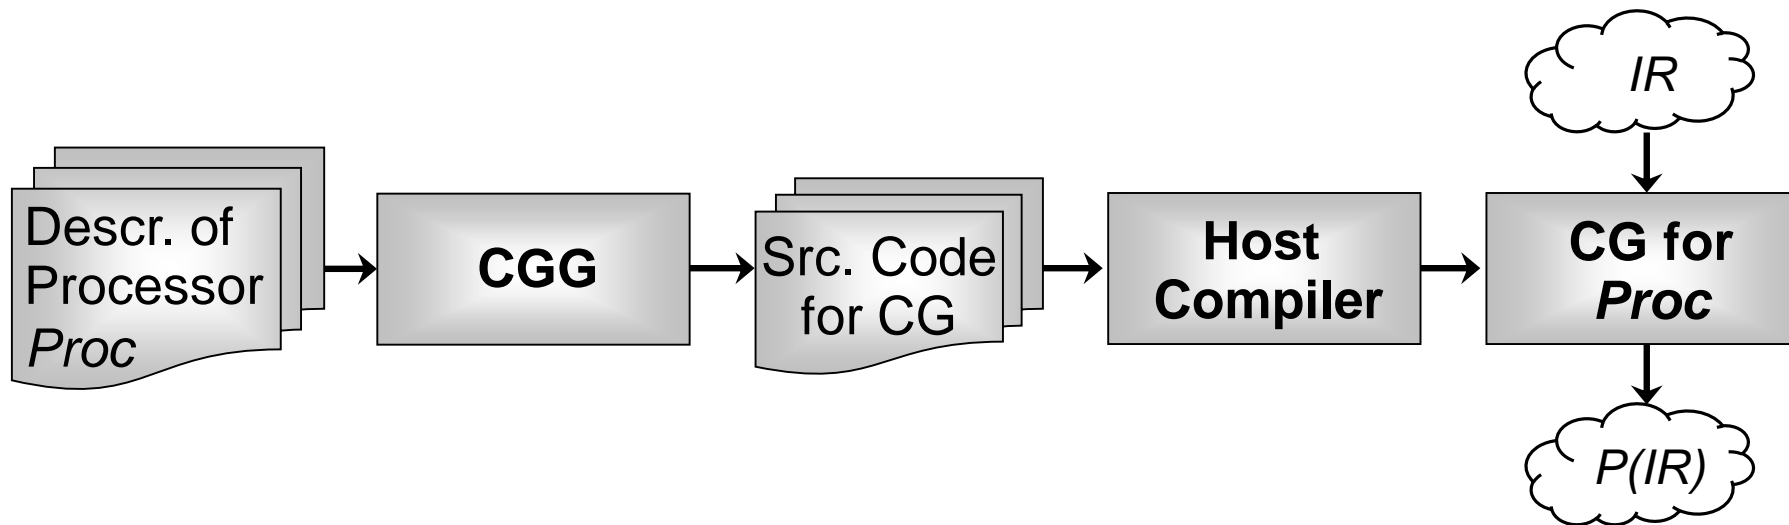 Descr. of
Processor
Proc
CGG
Src. Code
for CG
Host
Compiler
IR
CG for
Proc
P(IR)